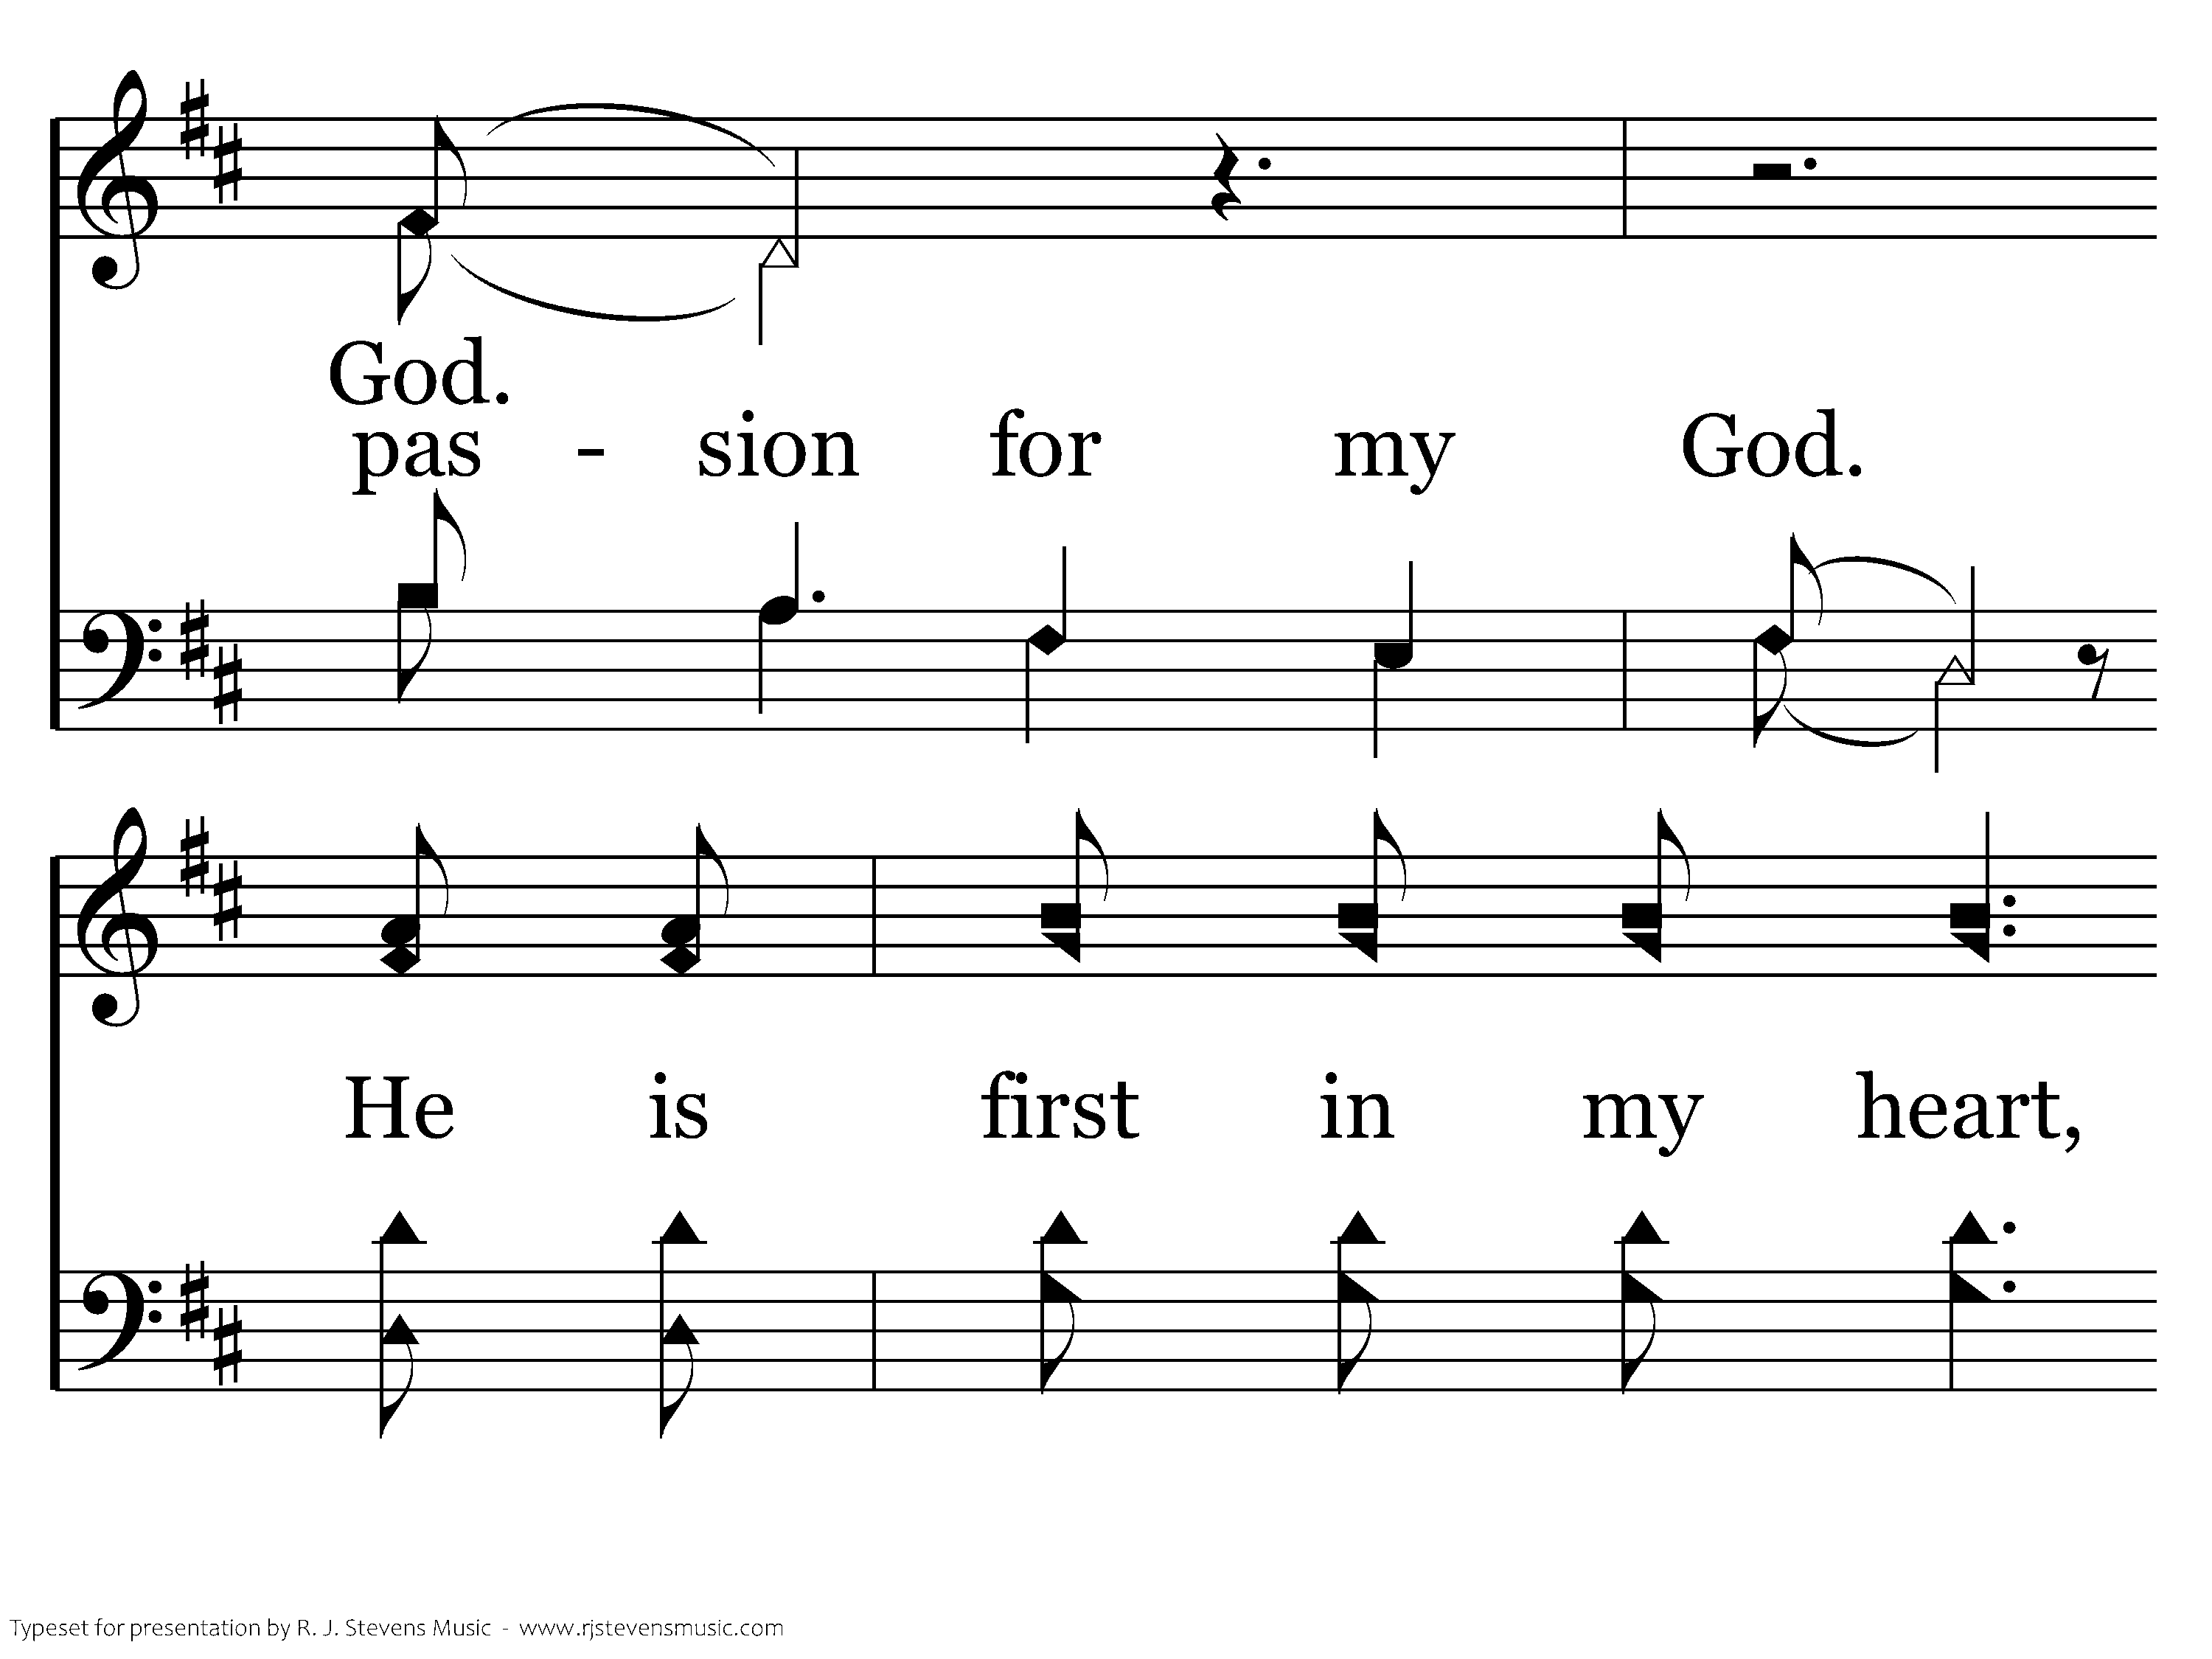 God.
pas - sion for my God.
He is first in my heart,
Typeset for presentation by R. J. Stevens Music - www.rjstevensmusic.com